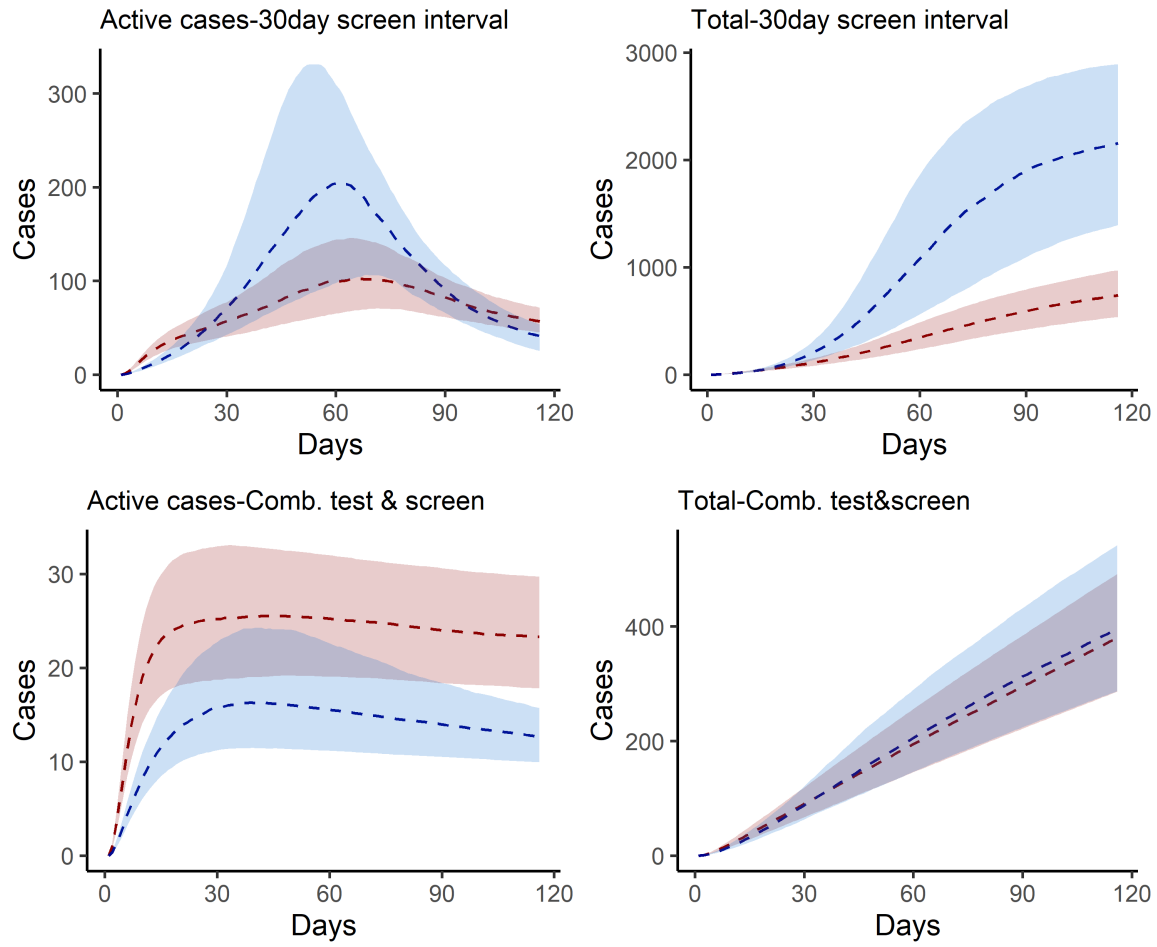 Active cases-30day screen interval
Cases
300
200
100
0
0 30 60 90 120
Days
Total-30day screen interval
Cases
3000
2000
1000
0
0 30 60 90 120
Days
Active cases-Comb. test & screen
Cases
30
20
10
0
0 30 60 90 120
Days
Total-Comb. test&screen
Cases
400
200
0
0 30 60 90 120
Days